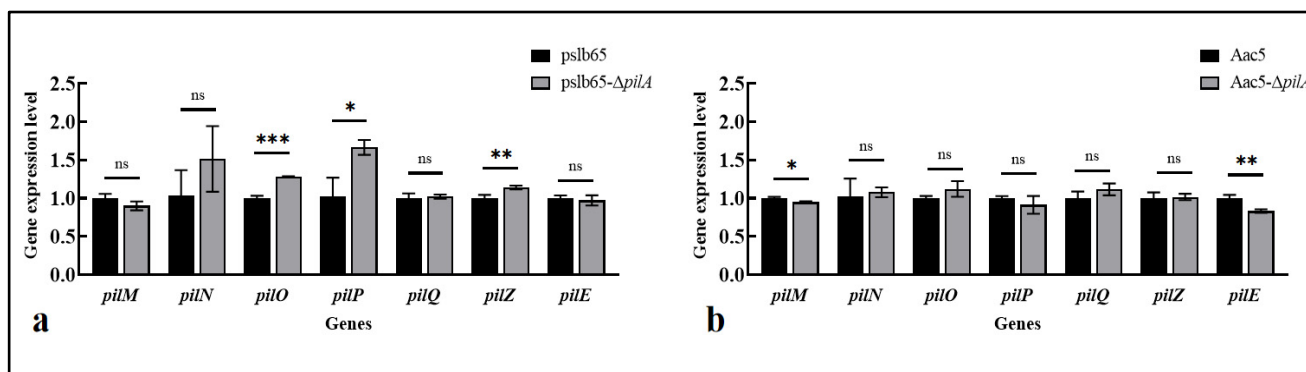 pslb65
pslb65-ΔpilA
Gene expression level
2.5
2.0
1.5
1.0
0.5
0.0
ns
ns
***
*
ns
**
ns
pilM pilN pilO pilP pilQ pilZ pilE
Genes
a
Aac5
Aac5-ΔpilA
Gene expression level
2.5
2.0
1.5
1.0
0.5
0.0
*
ns
ns
ns
ns
ns
**
pilM pilN pilO pilP pilQ pilZ pilE
Genes
b